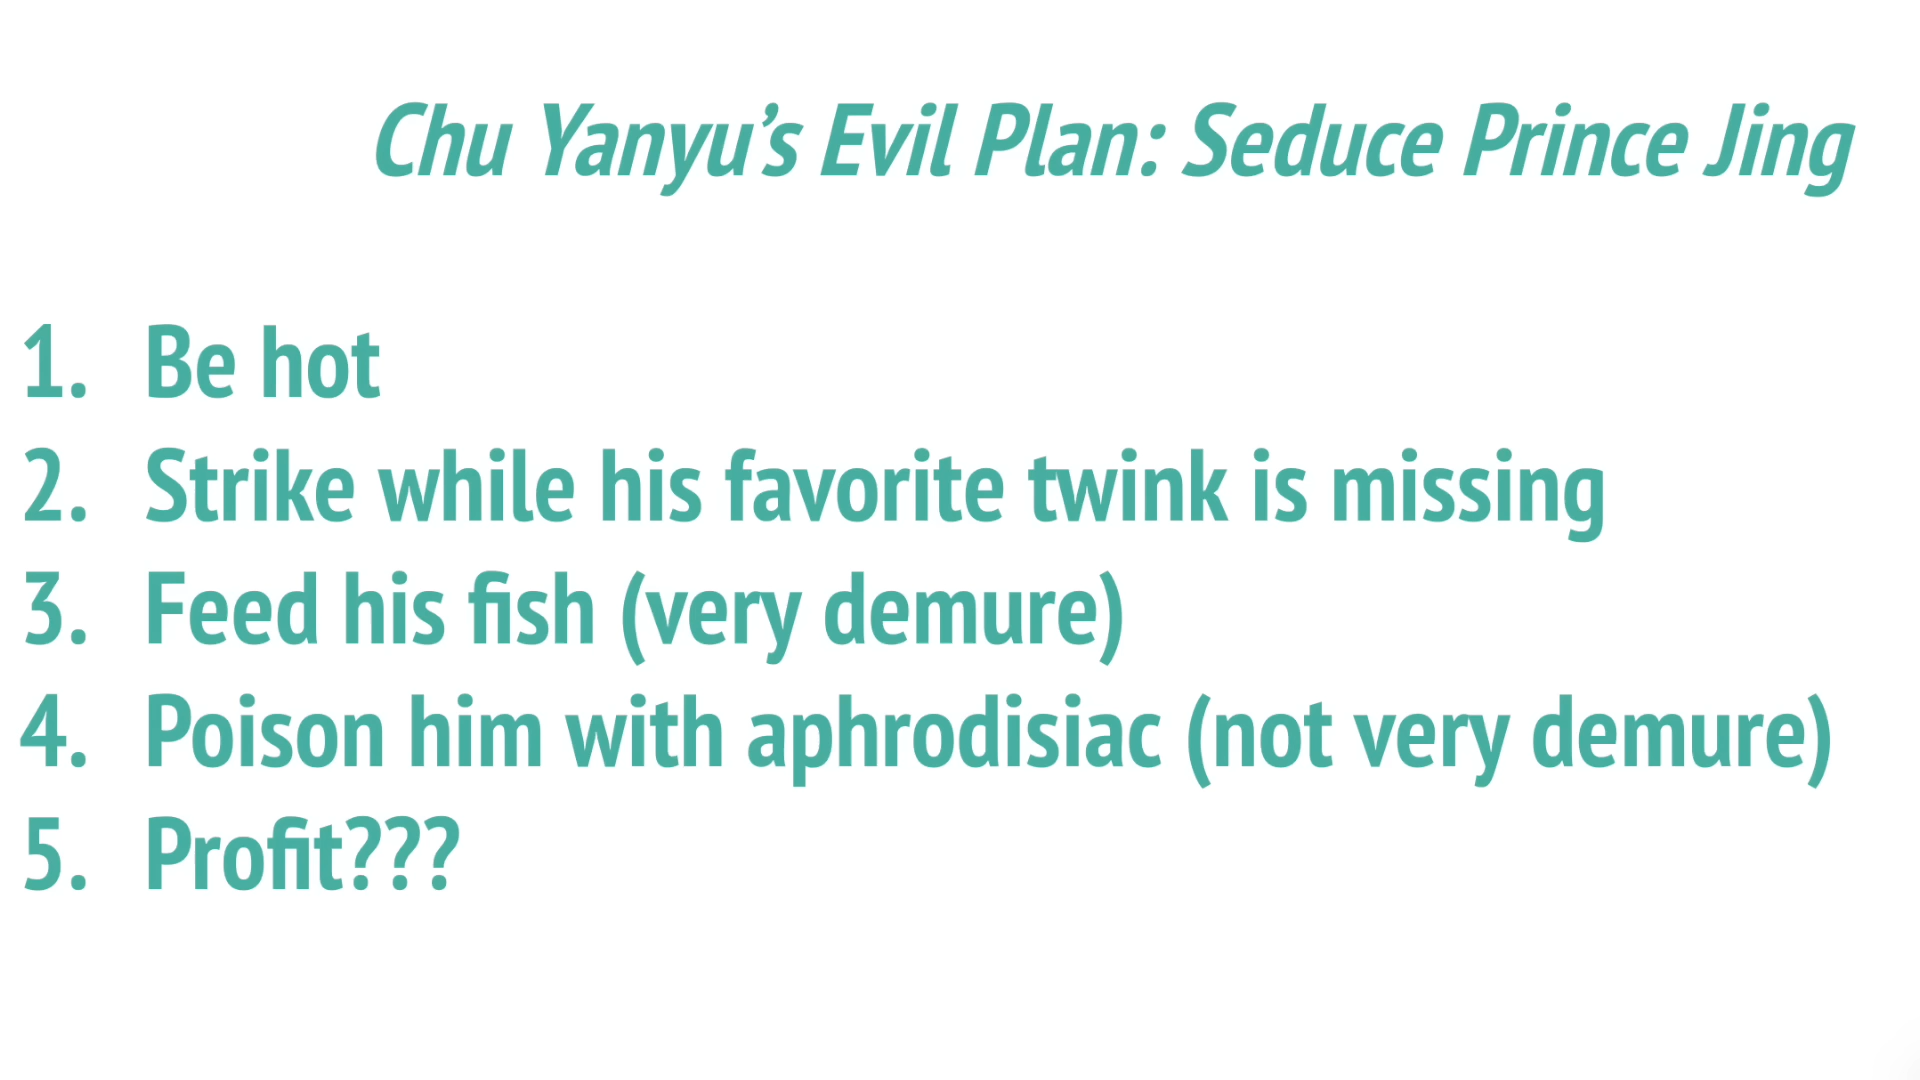 Chu Yanyu’s Evil Plan: Seduce Prince Jing
1. Be hot
2. Strike while his favorite twink is missing
3. Feed his fish (very demure)
4. Poison him with aphrodisiac (not very demure)
5. Profit???